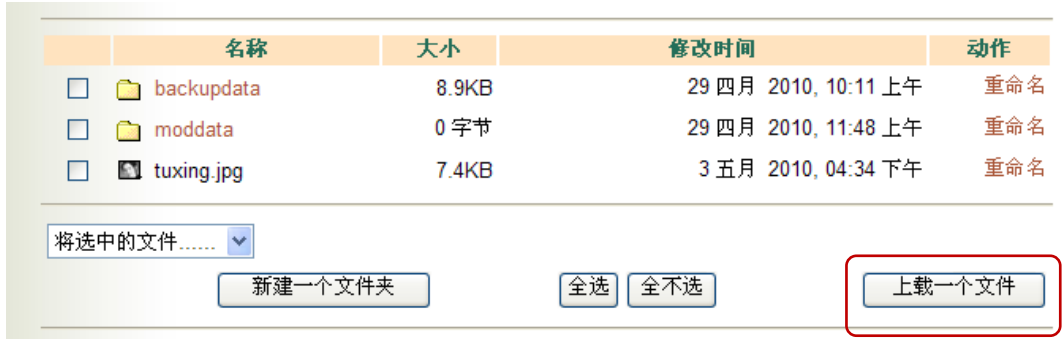 名称 大小 修改时间 动作
backupdata 8.9KB 29 四月 2010, 10:11 上午 重命名
moddata 0 字节 29 四月 2010, 11:48 上午 重命名
tuxing.jpg 7.4KB 3 五月 2010, 04:34 下午 重命名
将选中的文件......
新建一个文件夹 全选 全不选 上载一个文件